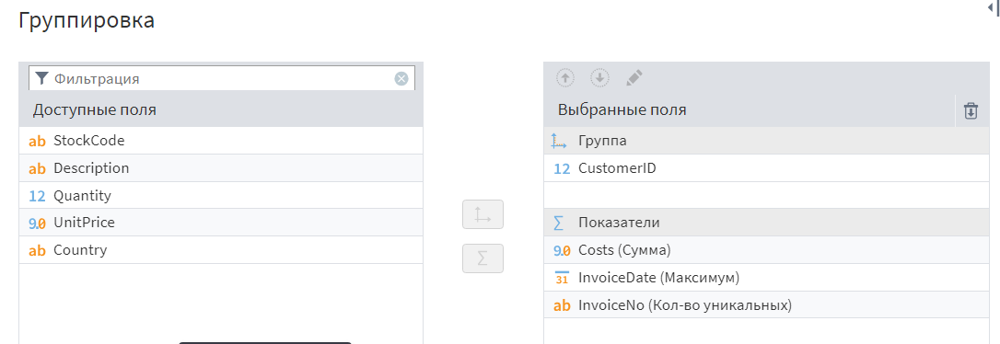 Группировка
Фильтрация
Доступные поля
ab StockCode
ab Description
12 Quantity
9.0 UnitPrice
ab Country
Выбранные поля
Группа
12 CustomerID
Σ Показатели
9.0 Costs (Сумма)
31 InvoiceDate (Максимум)
ab InvoiceNo (Кол-во уникальных)